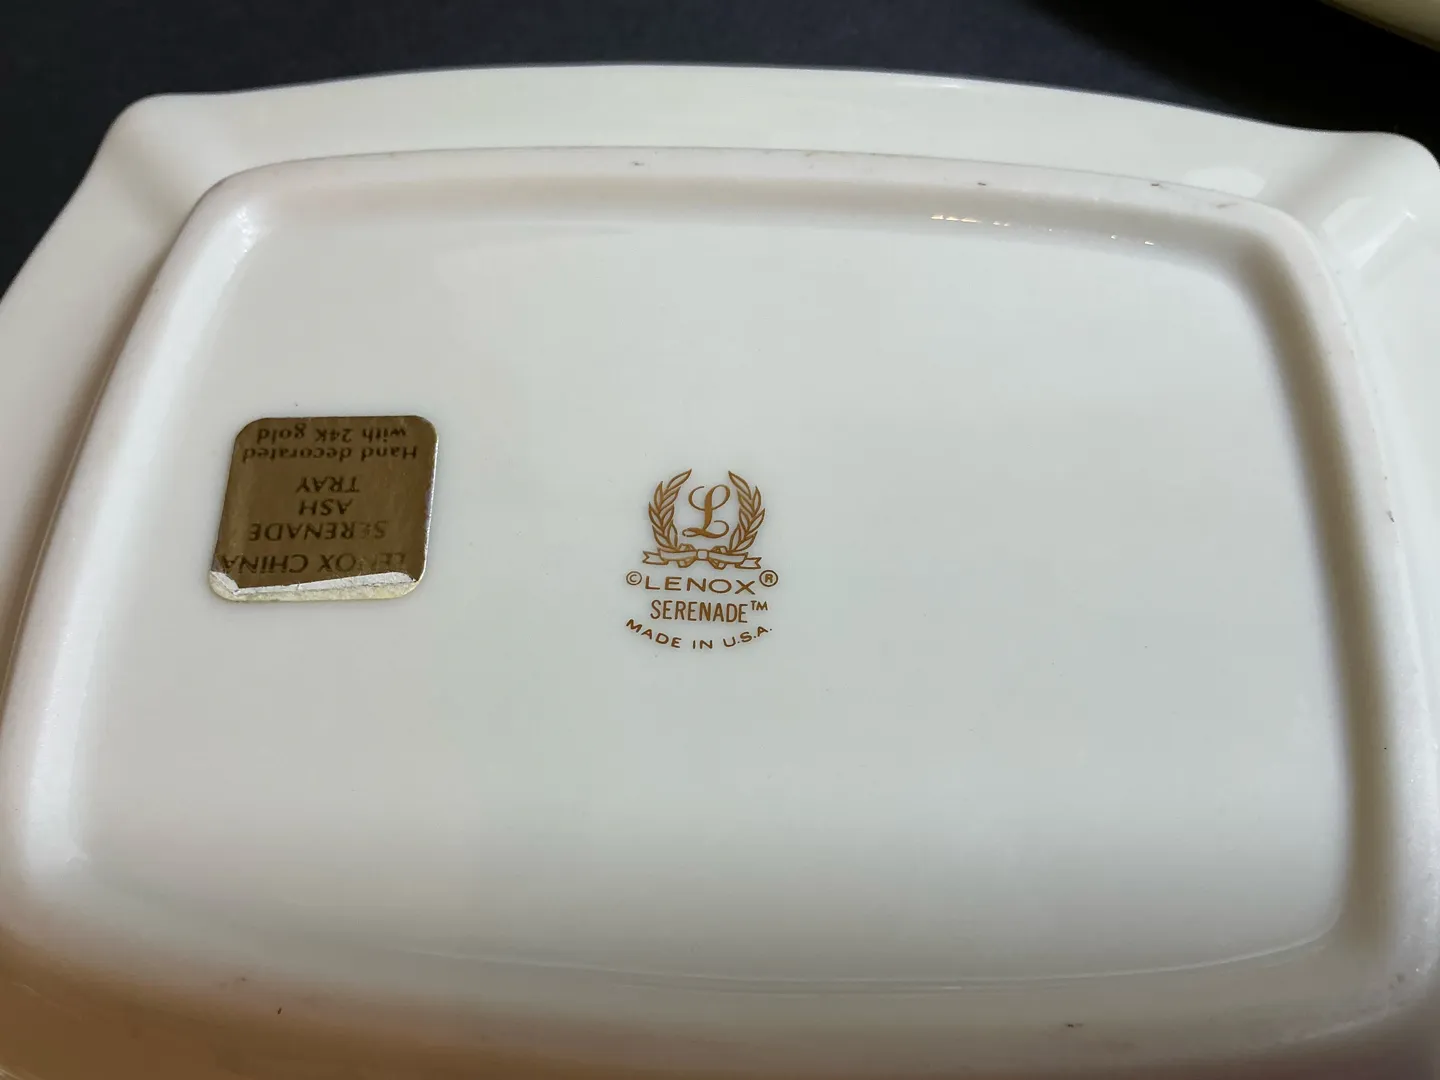 LENOX CHINA
SERENADE
ASH
TRAY
Hand decorated
with 24K gold
L
©LENOX®
SERENADE™
MADE IN U.S.A.